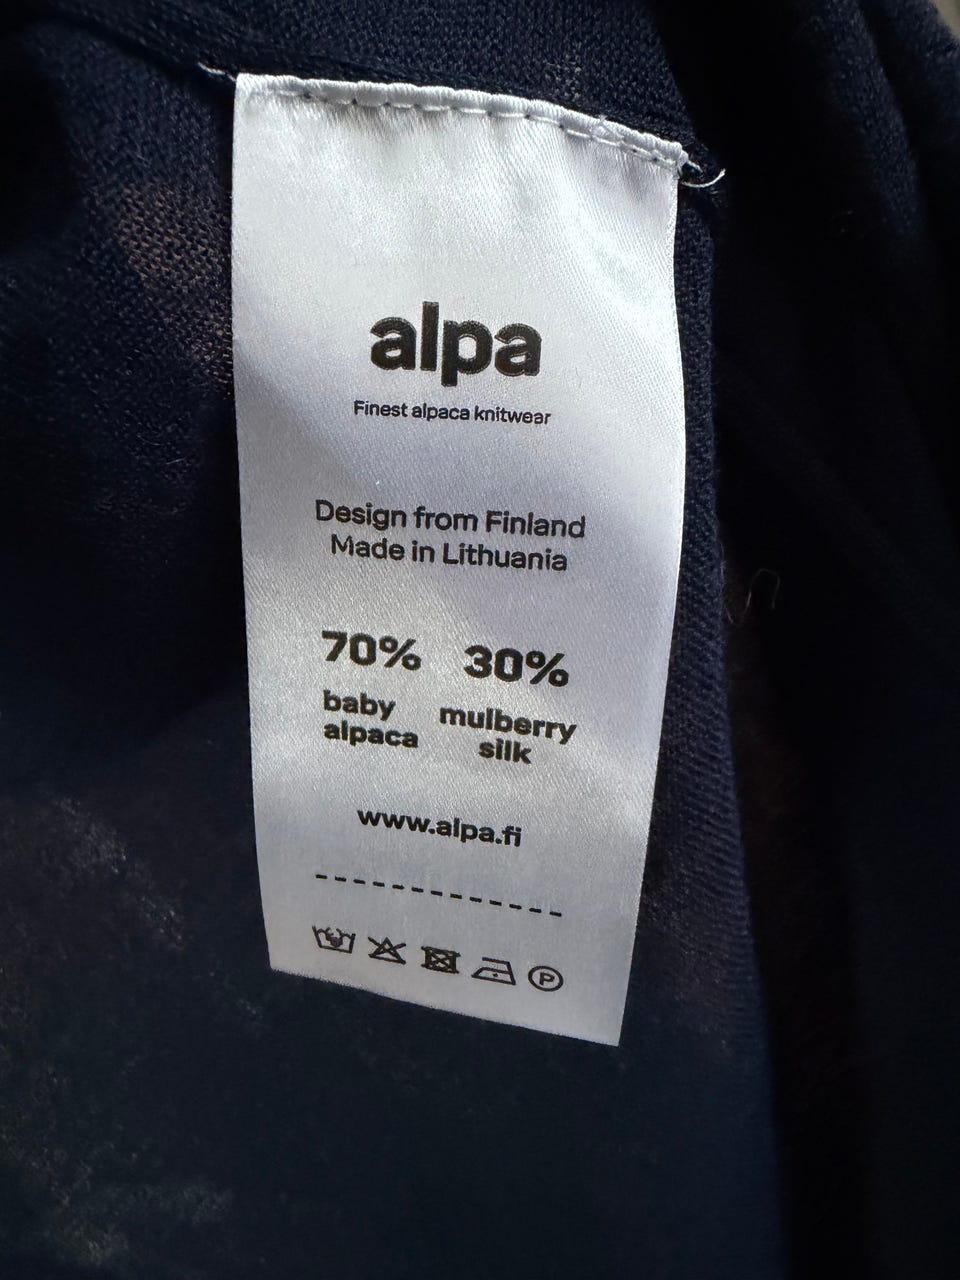 alpa
Finest alpaca knitwear
Design from Finland
Made in Lithuania
70% 30%
baby alpaca
mulberry silk
www.alpa.fi
-------------
P